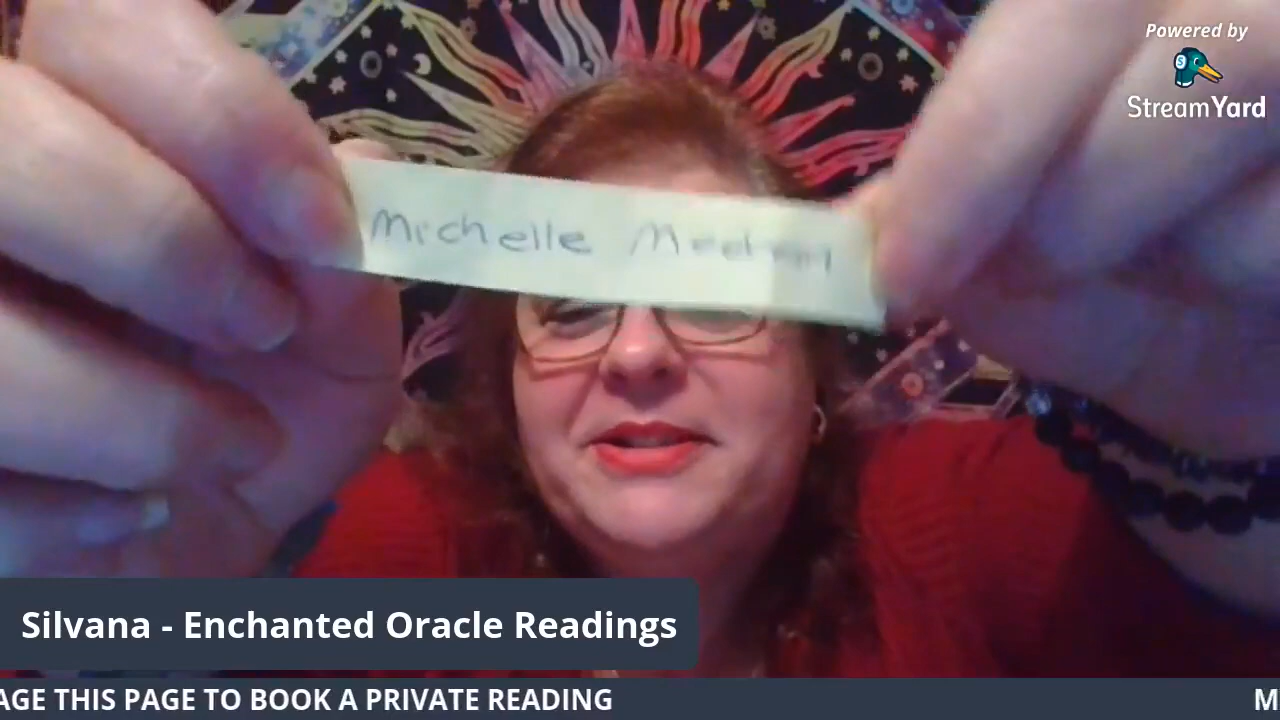 Powered by
StreamYard
Michelle
Silvana - Enchanted Oracle Readings
AGE THIS PAGE TO BOOK A PRIVATE READING
M